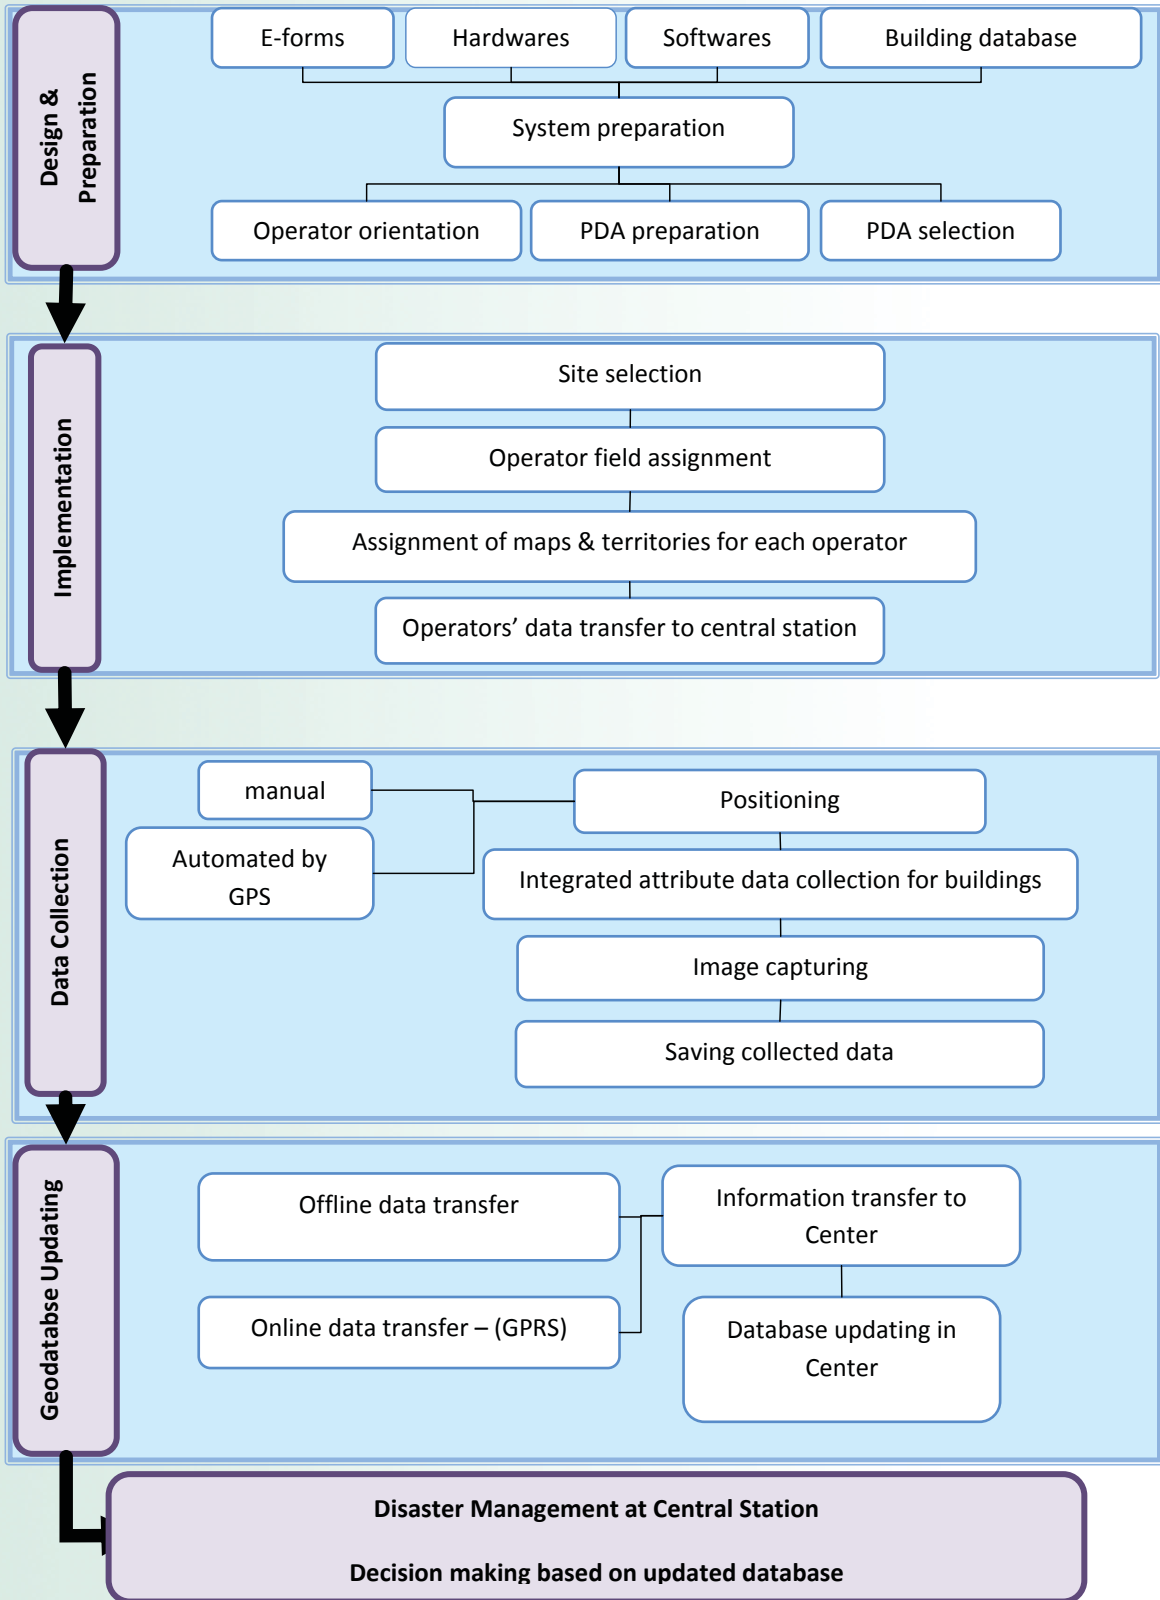 Design &
Preparation
E-forms
Hardwares
Softwares
Building database
System preparation
Operator orientation
PDA preparation
PDA selection
Implementation
Site selection
Operator field assignment
Assignment of maps & territories for each operator
Operators’ data transfer to central station
Data Collection
manual
Positioning
Automated by
GPS
Integrated attribute data collection for buildings
Image capturing
Saving collected data
Geodatabse Updating
Offline data transfer
Information transfer to
Center
Online data transfer – (GPRS)
Database updating in
Center
Disaster Management at Central Station
Decision making based on updated database